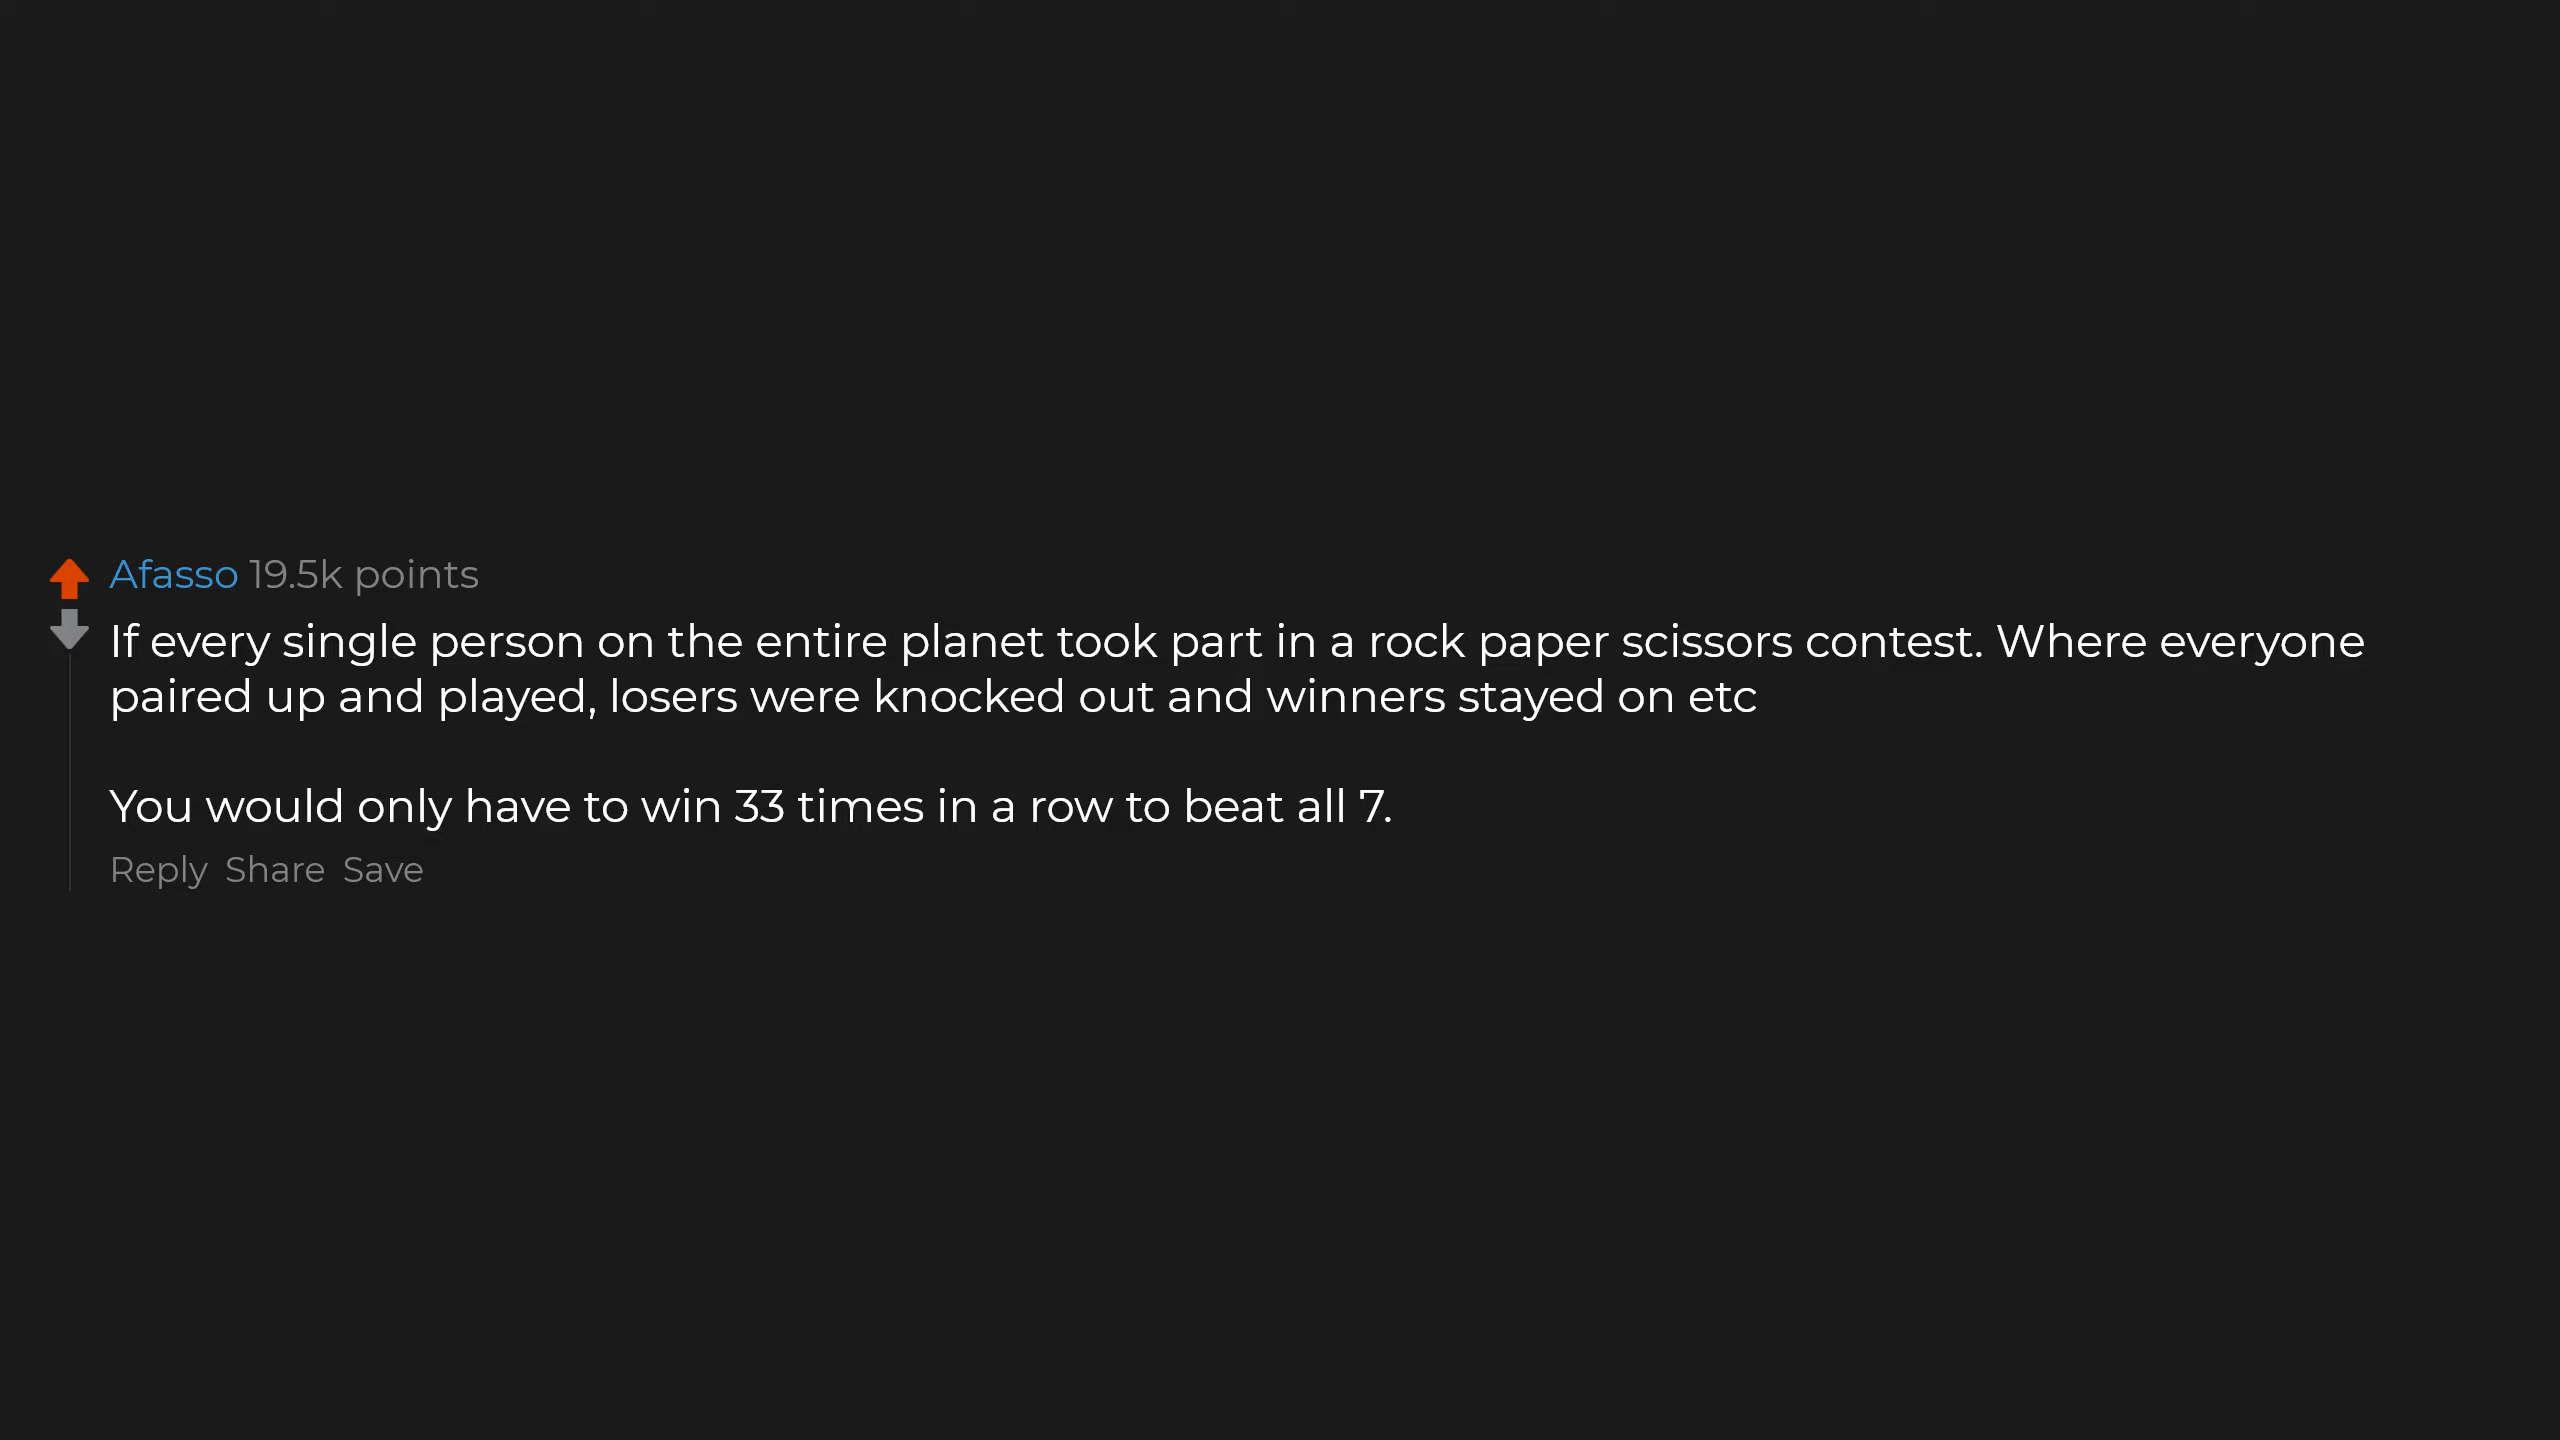 Afasso 19.5k points
If every single person on the entire planet took part in a rock paper scissors contest. Where everyone
paired up and played, losers were knocked out and winners stayed on etc
You would only have to win 33 times in a row to beat all 7.
Reply Share Save